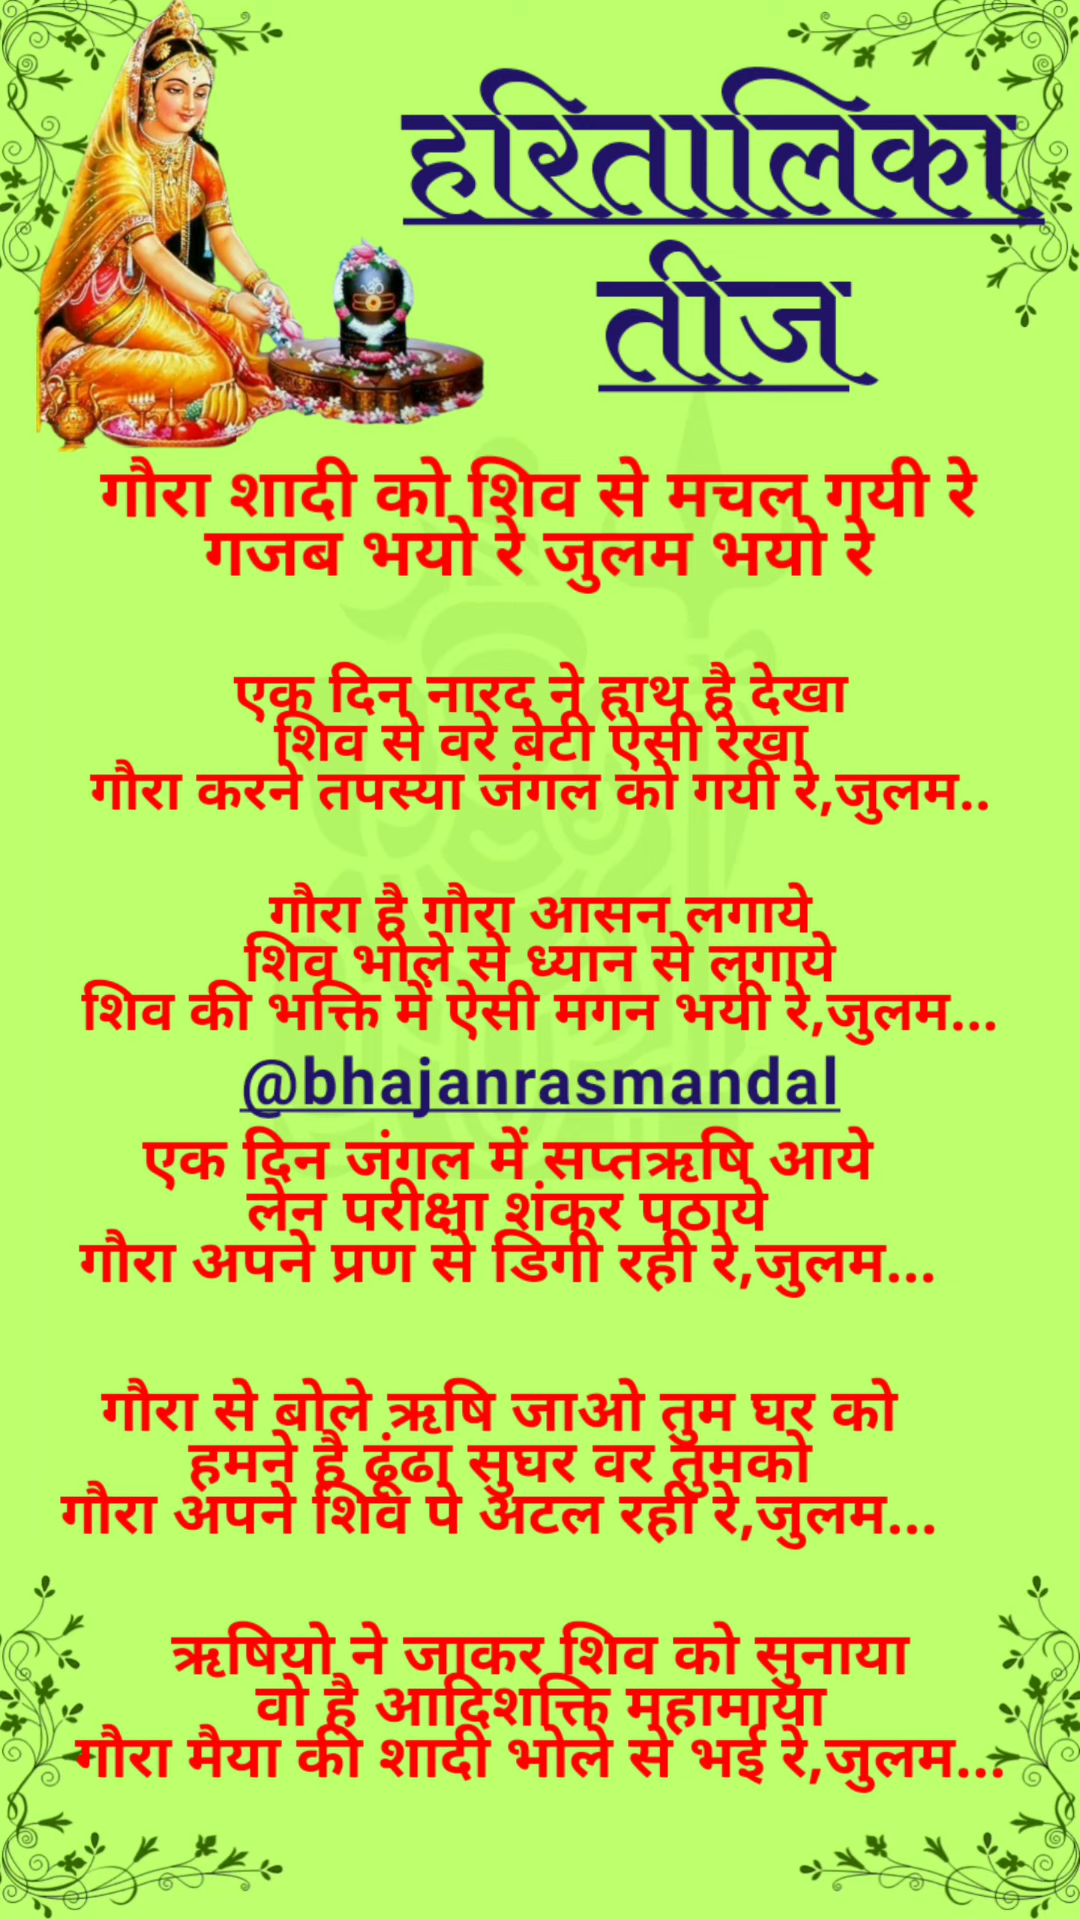 हरितालिका
तीज
गौरा शादी को शिव से मचल गयी रे
गजब भयो रे जुलम भयो रे
एक दिन नारद ने हाथ है देखा
शिव से वरे बेटी ऐसी रेखा
गौरा करने तपस्या जंगल को गयी रे,जुलम..
गौरा है गौरा आसन लगाये
शिव भोले से ध्यान से लगाये
शिव की भक्ति में ऐसी मगन भयी रे,जुलम...
@bhajanrasmandal
एक दिन जंगल में सप्तऋषि आये
लेन परीक्षा शंकर पठाये
गौरा अपने प्रण से डिगी रही रे,जुलम...
गौरा से बोले ऋषि जाओ तुम घर को
हमने है ढूंढा सुघर वर तुमको
गौरा अपने शिव पे अटल रही रे,जुलम...
ऋषियो ने जाकर शिव को सुनाया
वो है आदिशक्ति महामाया
गौरा मैया की शादी भोले से भई रे,जुलम...